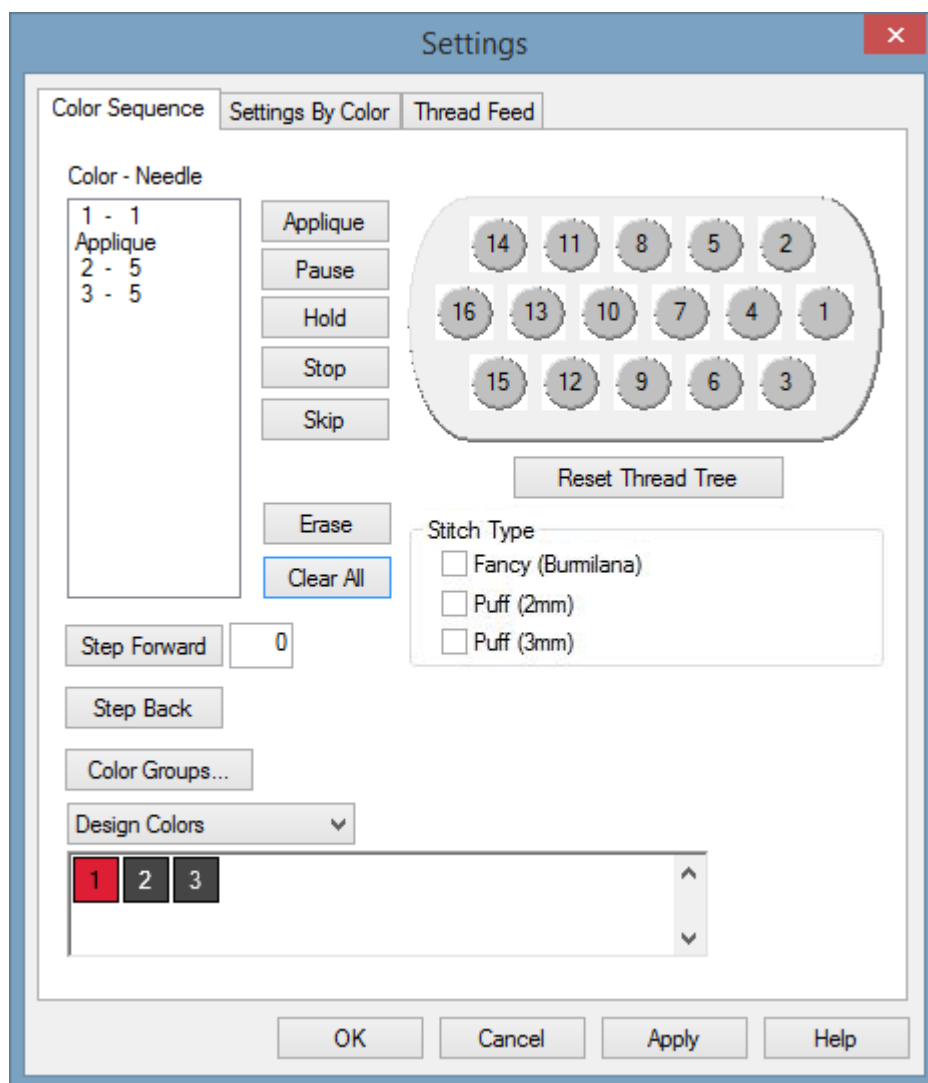 Settings
Color Sequence
Settings By Color
Thread Feed
Color - Needle
1 - 1
Applique
2 - 5
3 - 5
Applique
Pause
Hold
Stop
Skip
Erase
Clear All
14 11 8 5 2
16 13 10 7 4 1
15 12 9 6 3
Reset Thread Tree
Stitch Type
Fancy (Burmilana)
Puff (2mm)
Puff (3mm)
Step Forward 0
Step Back
Color Groups...
Design Colors
1 2 3
OK Cancel Apply Help